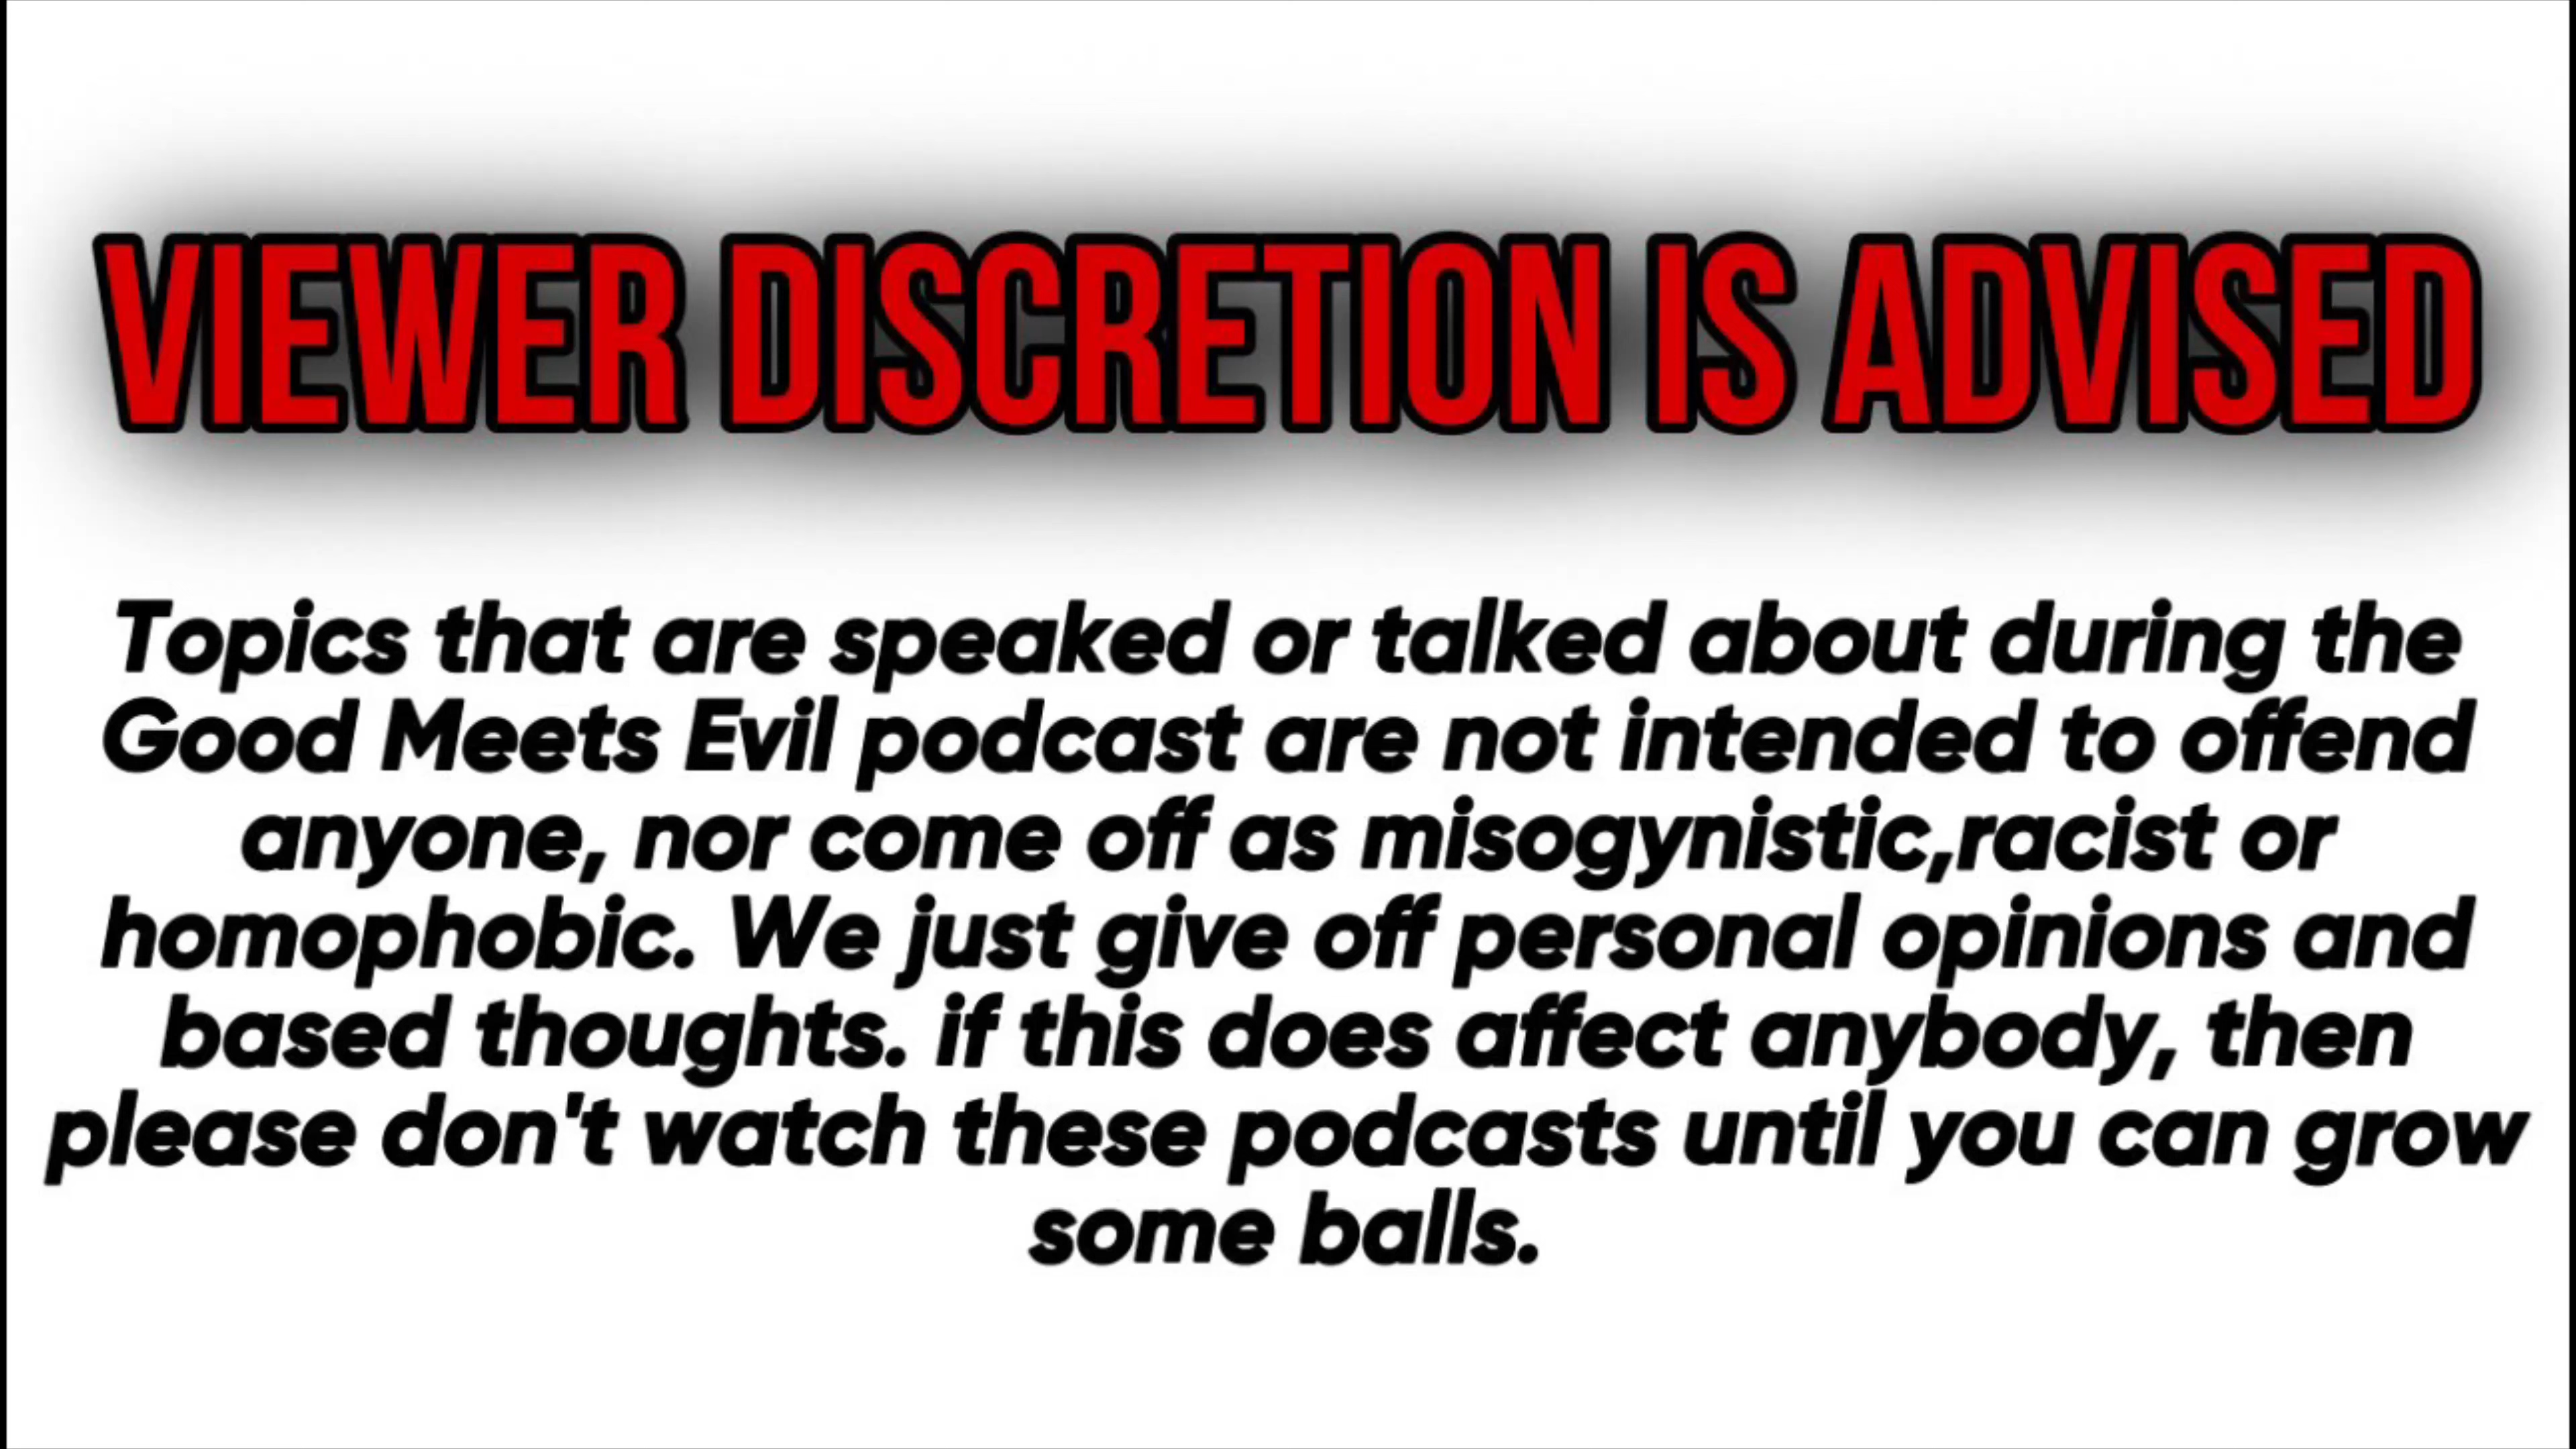 VIEWER DISCRETION IS ADVISED
Topics that are speaked or talked about during the
Good Meets Evil podcast are not intended to offend
anyone, nor come off as misogynistic,racist or
homophobic. We just give off personal opinions and
based thoughts. if this does affect anybody, then
please don't watch these podcasts until you can grow
some balls.